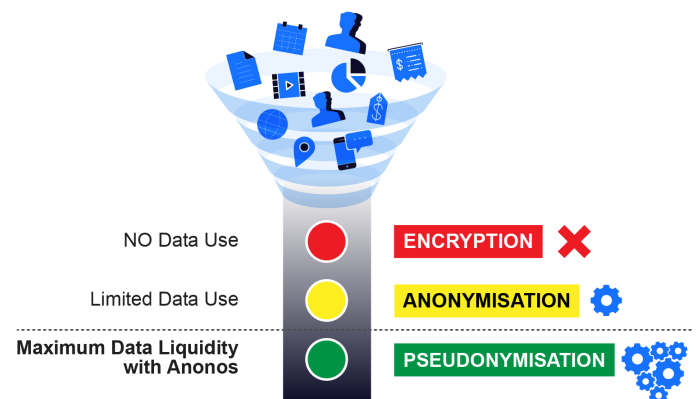 NO Data Use
ENCRYPTION
Limited Data Use
ANONYMISATION
Maximum Data Liquidity
with Anonos
PSEUDONYMISATION